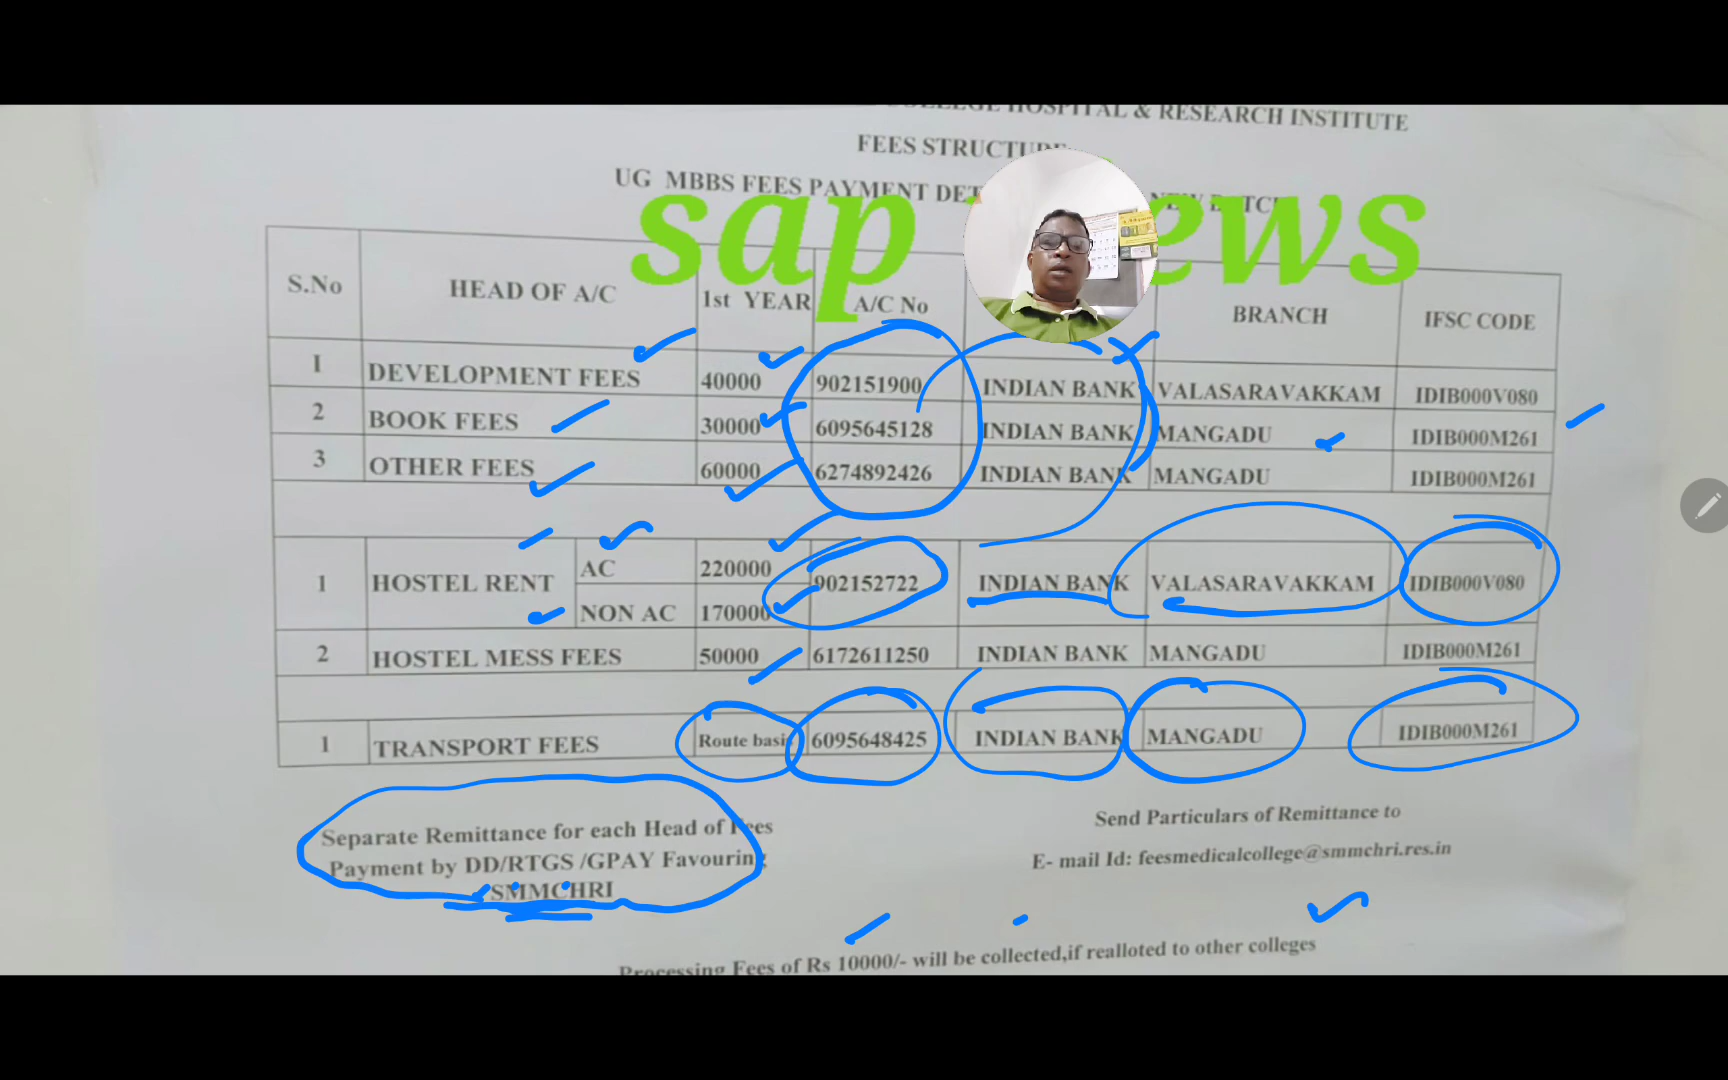 COLLEGE HOSPITAL & RESEARCH INSTITUTE
FEES STRUCTURE
UG MBBS FEES PAYMENT NEW BATCH
sap news
S.No HEAD OF A/C 1st YEAR A/C No BRANCH IFSC CODE
1 DEVELOPMENT FEES 40000 902151900 INDIAN BANK VALASARAVAKKAM IDIB000V080
2 BOOK FEES 30000 6095645128 INDIAN BANK MANGADU IDIB000M261
3 OTHER FEES 60000 6274892426 INDIAN BANK MANGADU IDIB000M261
1 HOSTEL RENT AC 220000 902152722 INDIAN BANK VALASARAVAKKAM IDIB000V080
NON AC 170000
2 HOSTEL MESS FEES 50000 6172611250 INDIAN BANK MANGADU IDIB000M261
1 TRANSPORT FEES Route basis 6095648425 INDIAN BANK MANGADU IDIB000M261
Separate Remittance for each Head of Fees
Payment by DD/RTGS /GPAY Favouring
SMMCHRI
Send Particulars of Remittance to
E- mail Id: feesmedicalcollege@smmchri.res.in
Processing Fees of Rs 10000/- will be collected,if realloted to other colleges